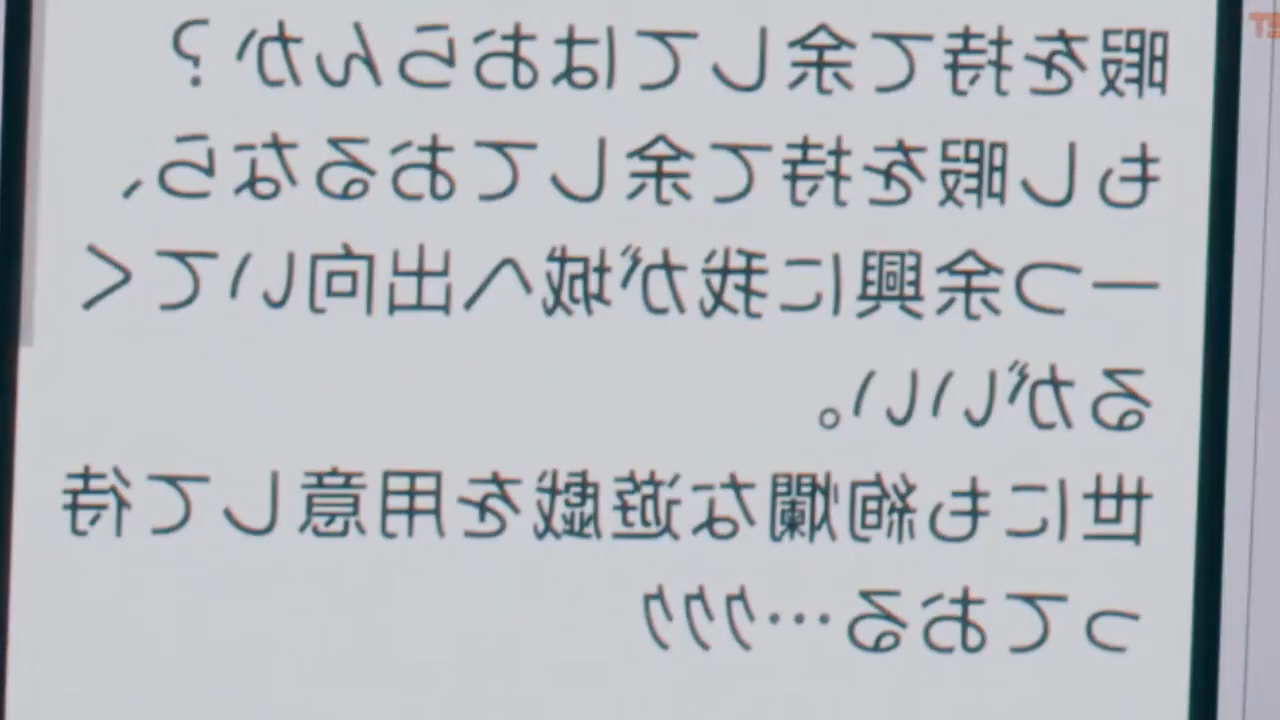 暇を持て余してはおらんか？
もし暇を持て余しておるなら、
一つ余興に我が城へ出向いてく
るがいい。
世にも絢爛な遊戯を用意して待
っておる…ククク